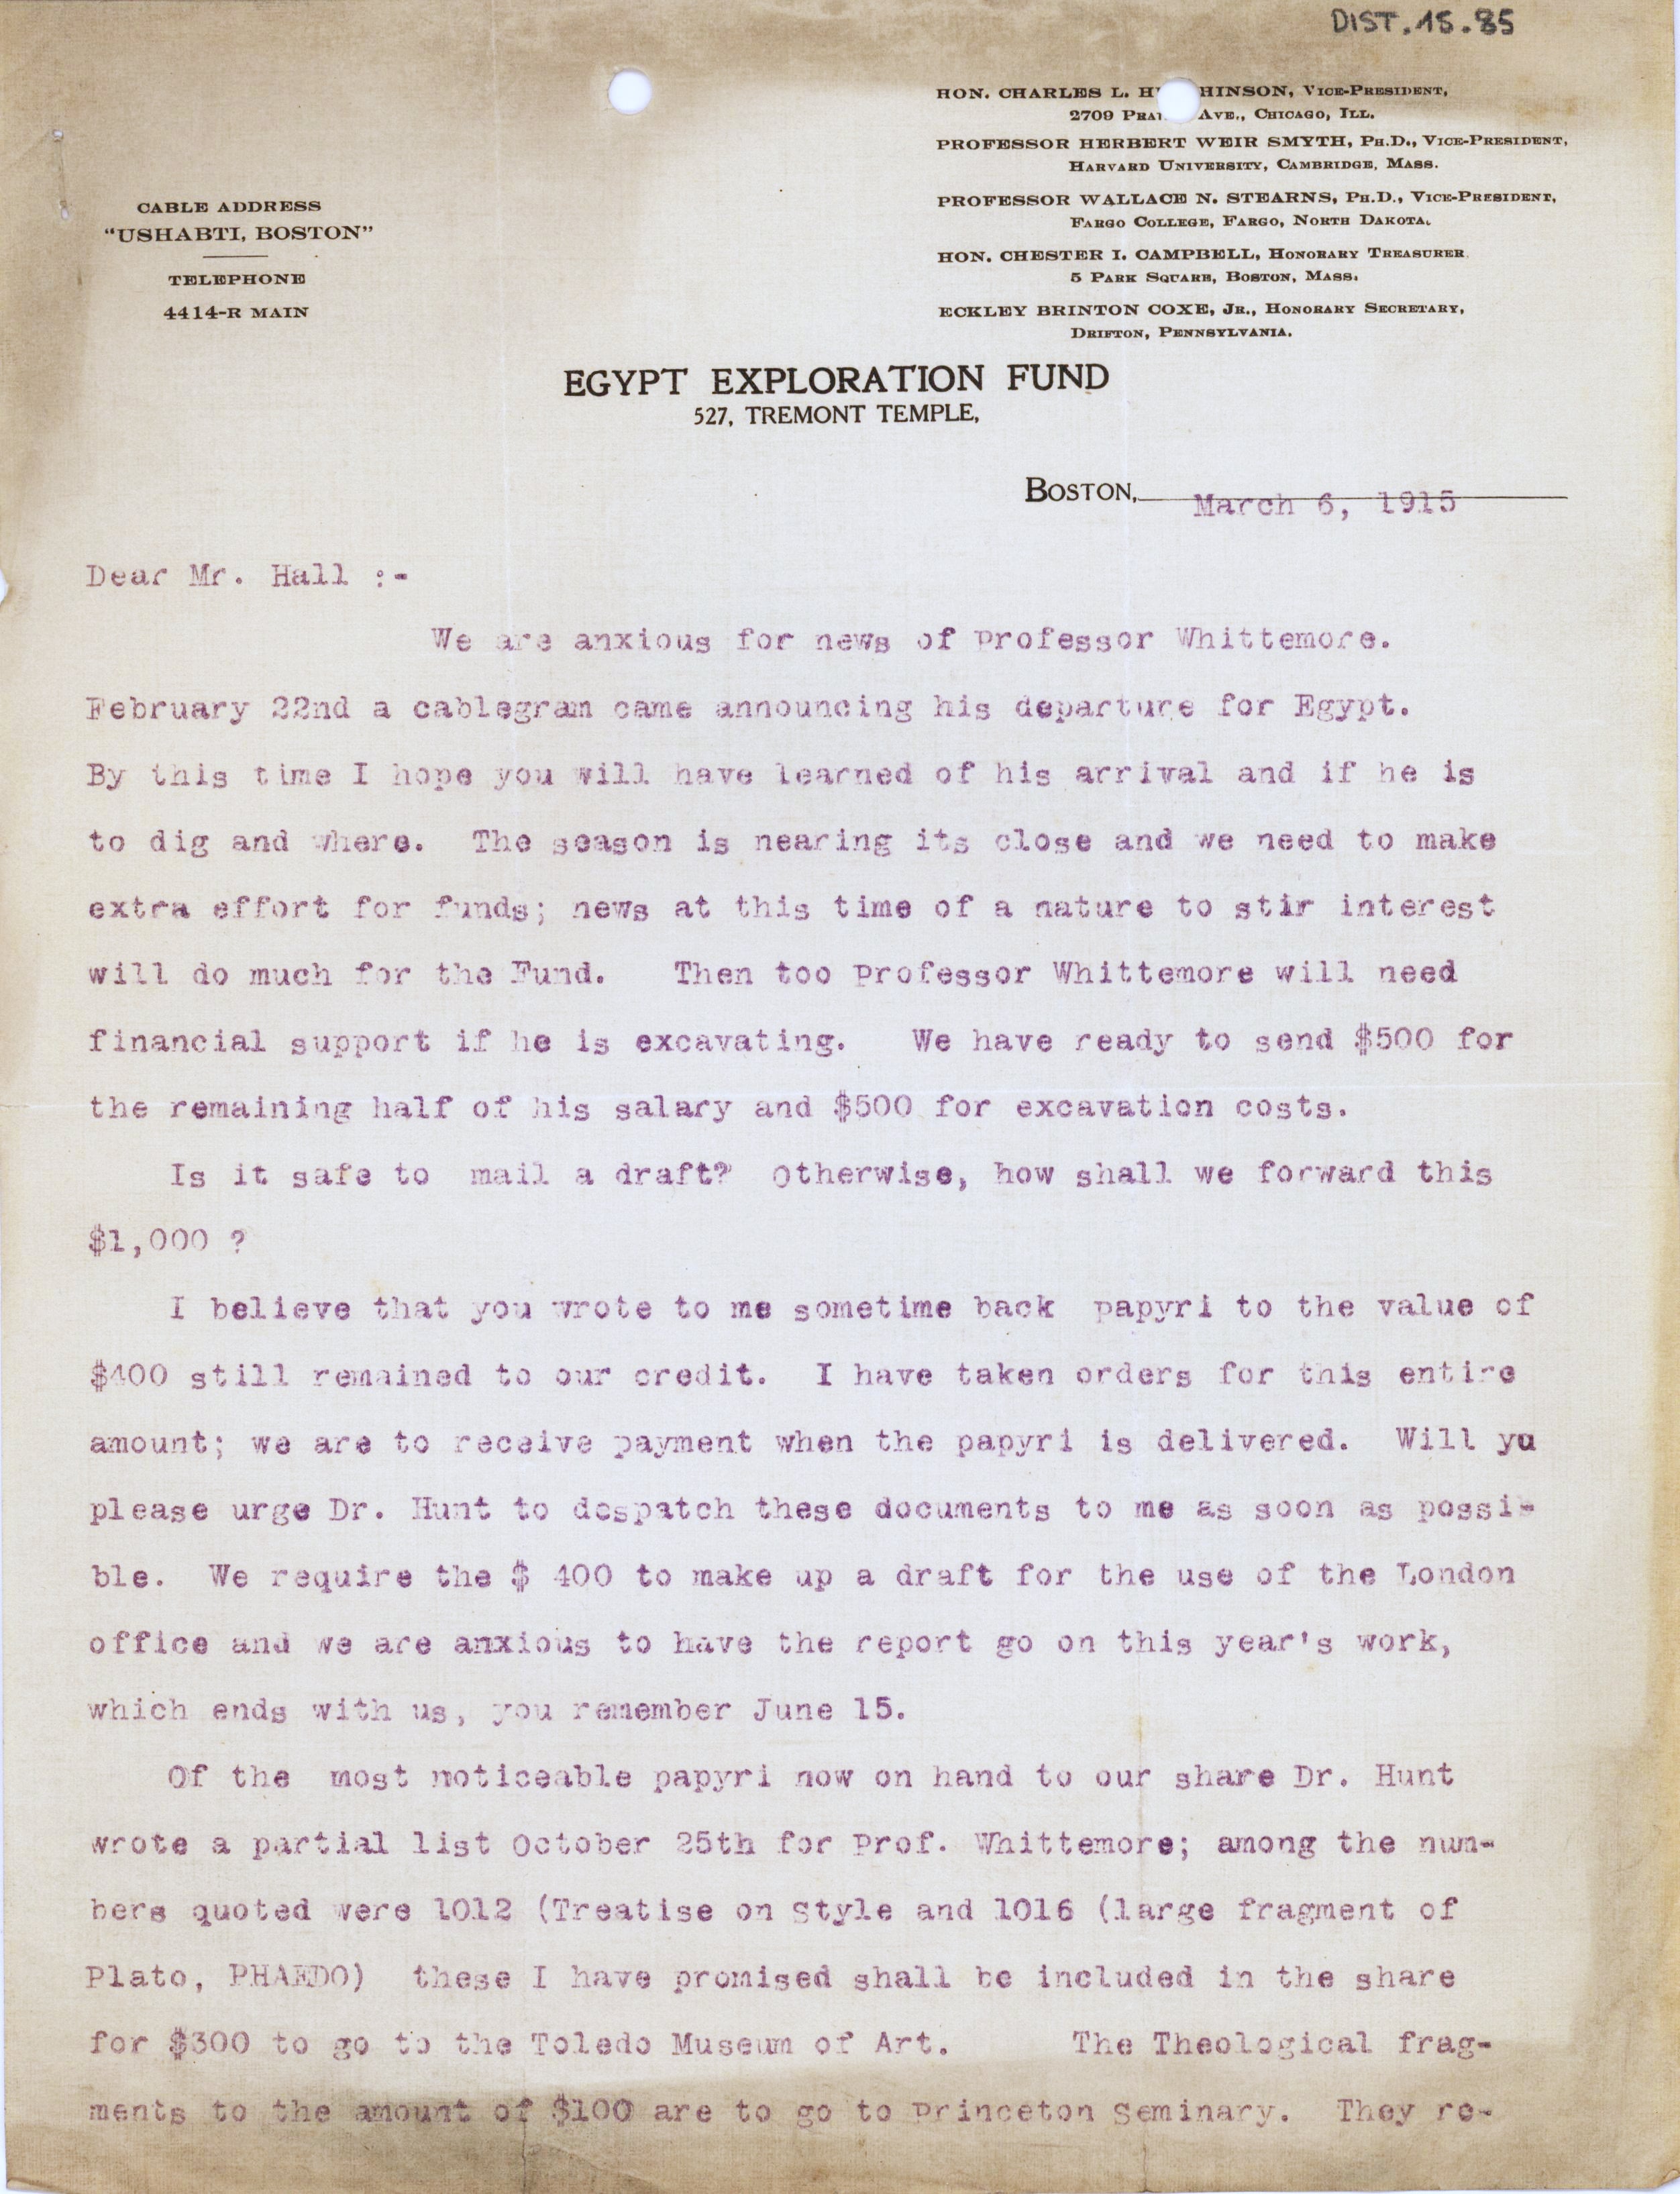 DIST.15.85
HON. CHARLES L. H HINSON, VICE-PRESIDENT,
2709 PRAI AVE., CHICAGO, ILL.
PROFESSOR HERBERT WEIR SMYTH, PH.D., VICE-PRESIDENT,
HARVARD UNIVERSITY, CAMBRIDGE, MASS.
PROFESSOR WALLACE N. STEARNS, PH.D., VICE-PRESIDENT,
FARGO COLLEGE, FARGO, NORTH DAKOTA.
HON. CHESTER I. CAMPBELL, HONORARY TREASURER
5 PARK SQUARE, BOSTON, MASS.
ECKLEY BRINTON COXE, JR., HONORARY SECRETARY,
DRIFTON, PENNSYLVANIA.
CABLE ADDRESS
"USHABTI, BOSTON"
TELEPHONE
4414-R MAIN
EGYPT EXPLORATION FUND
527, TREMONT TEMPLE,
BOSTON, March 6, 1915
Dear Mr. Hall :-
We are anxious for news of Professor Whittemore.
February 22nd a cablegram came announcing his departure for Egypt.
By this time I hope you will have learned of his arrival and if he is
to dig and where. The season is nearing its close and we need to make
extra effort for funds; news at this time of a nature to stir interest
will do much for the Fund. Then too Professor Whittemore will need
financial support if he is excavating. We have ready to send $500 for
the remaining half of his salary and $500 for excavation costs.
Is it safe to mail a draft? Otherwise, how shall we forward this
$1,000 ?
I believe that you wrote to me sometime back papyri to the value of
$400 still remained to our credit. I have taken orders for this entire
amount; we are to receive payment when the papyri is delivered. Will yu
please urge Dr. Hunt to despatch these documents to me as soon as possi-
ble. We require the $ 400 to make up a draft for the use of the London
office and we are anxious to have the report go on this year's work,
which ends with us, you remember June 15.
Of the most noticeable papyri now on hand to our share Dr. Hunt
wrote a partial list October 25th for Prof. Whittemore; among the num-
bers quoted were 1012 (Treatise on Style and 1016 (large fragment of
Plato, PHAEDO) these I have promised shall be included in the share
for $300 to go to the Toledo Museum of Art. The Theological frag-
ments to the amount of $100 are to go to Princeton Seminary. They re-